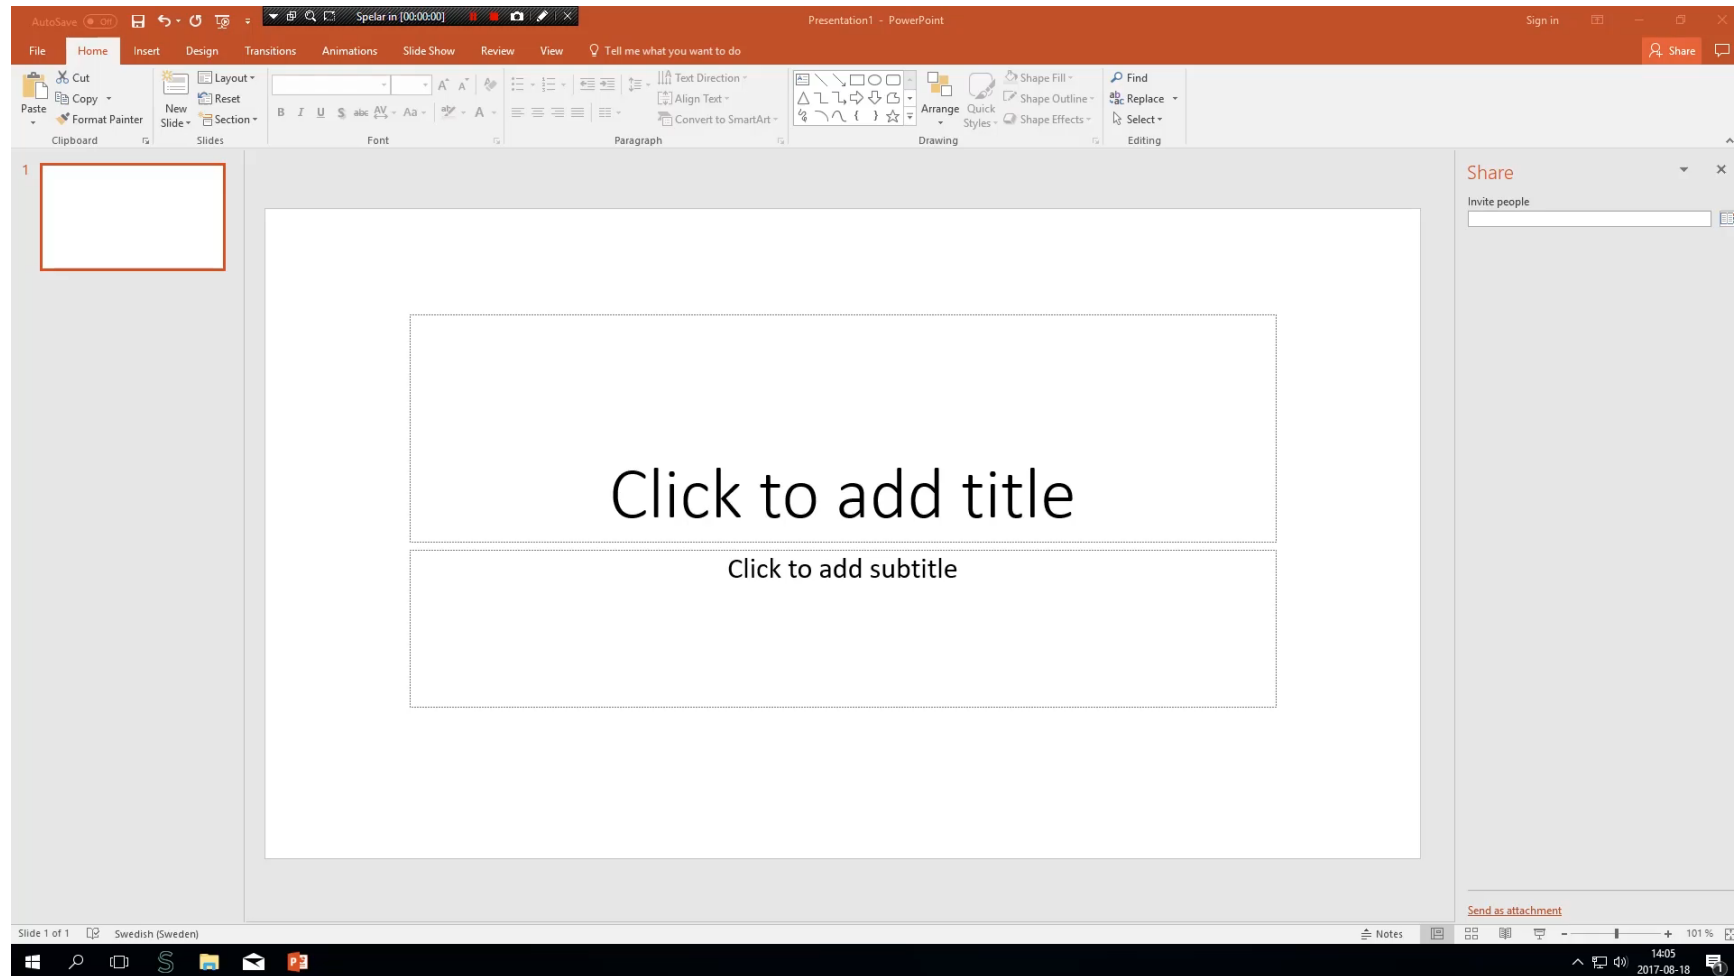 AutoSave Off
Spelar in [00:00:00]
Presentation1 - PowerPoint
Sign in
File Home Insert Design Transitions Animations Slide Show Review View Tell me what you want to do
Share
Paste
Cut
Copy
Format Painter
Clipboard
New
Slide
Layout
Reset
Section
Slides
B I U S abc AV Aa A
Font
Text Direction
Align Text
Convert to SmartArt
Paragraph
Arrange
Quick
Styles
Shape Fill
Shape Outline
Shape Effects
Drawing
Find
Replace
Select
Editing
1
Click to add title
Click to add subtitle
Share
Invite people
Send as attachment
Slide 1 of 1
Swedish (Sweden)
Notes
101 %
14:05
2017-08-18